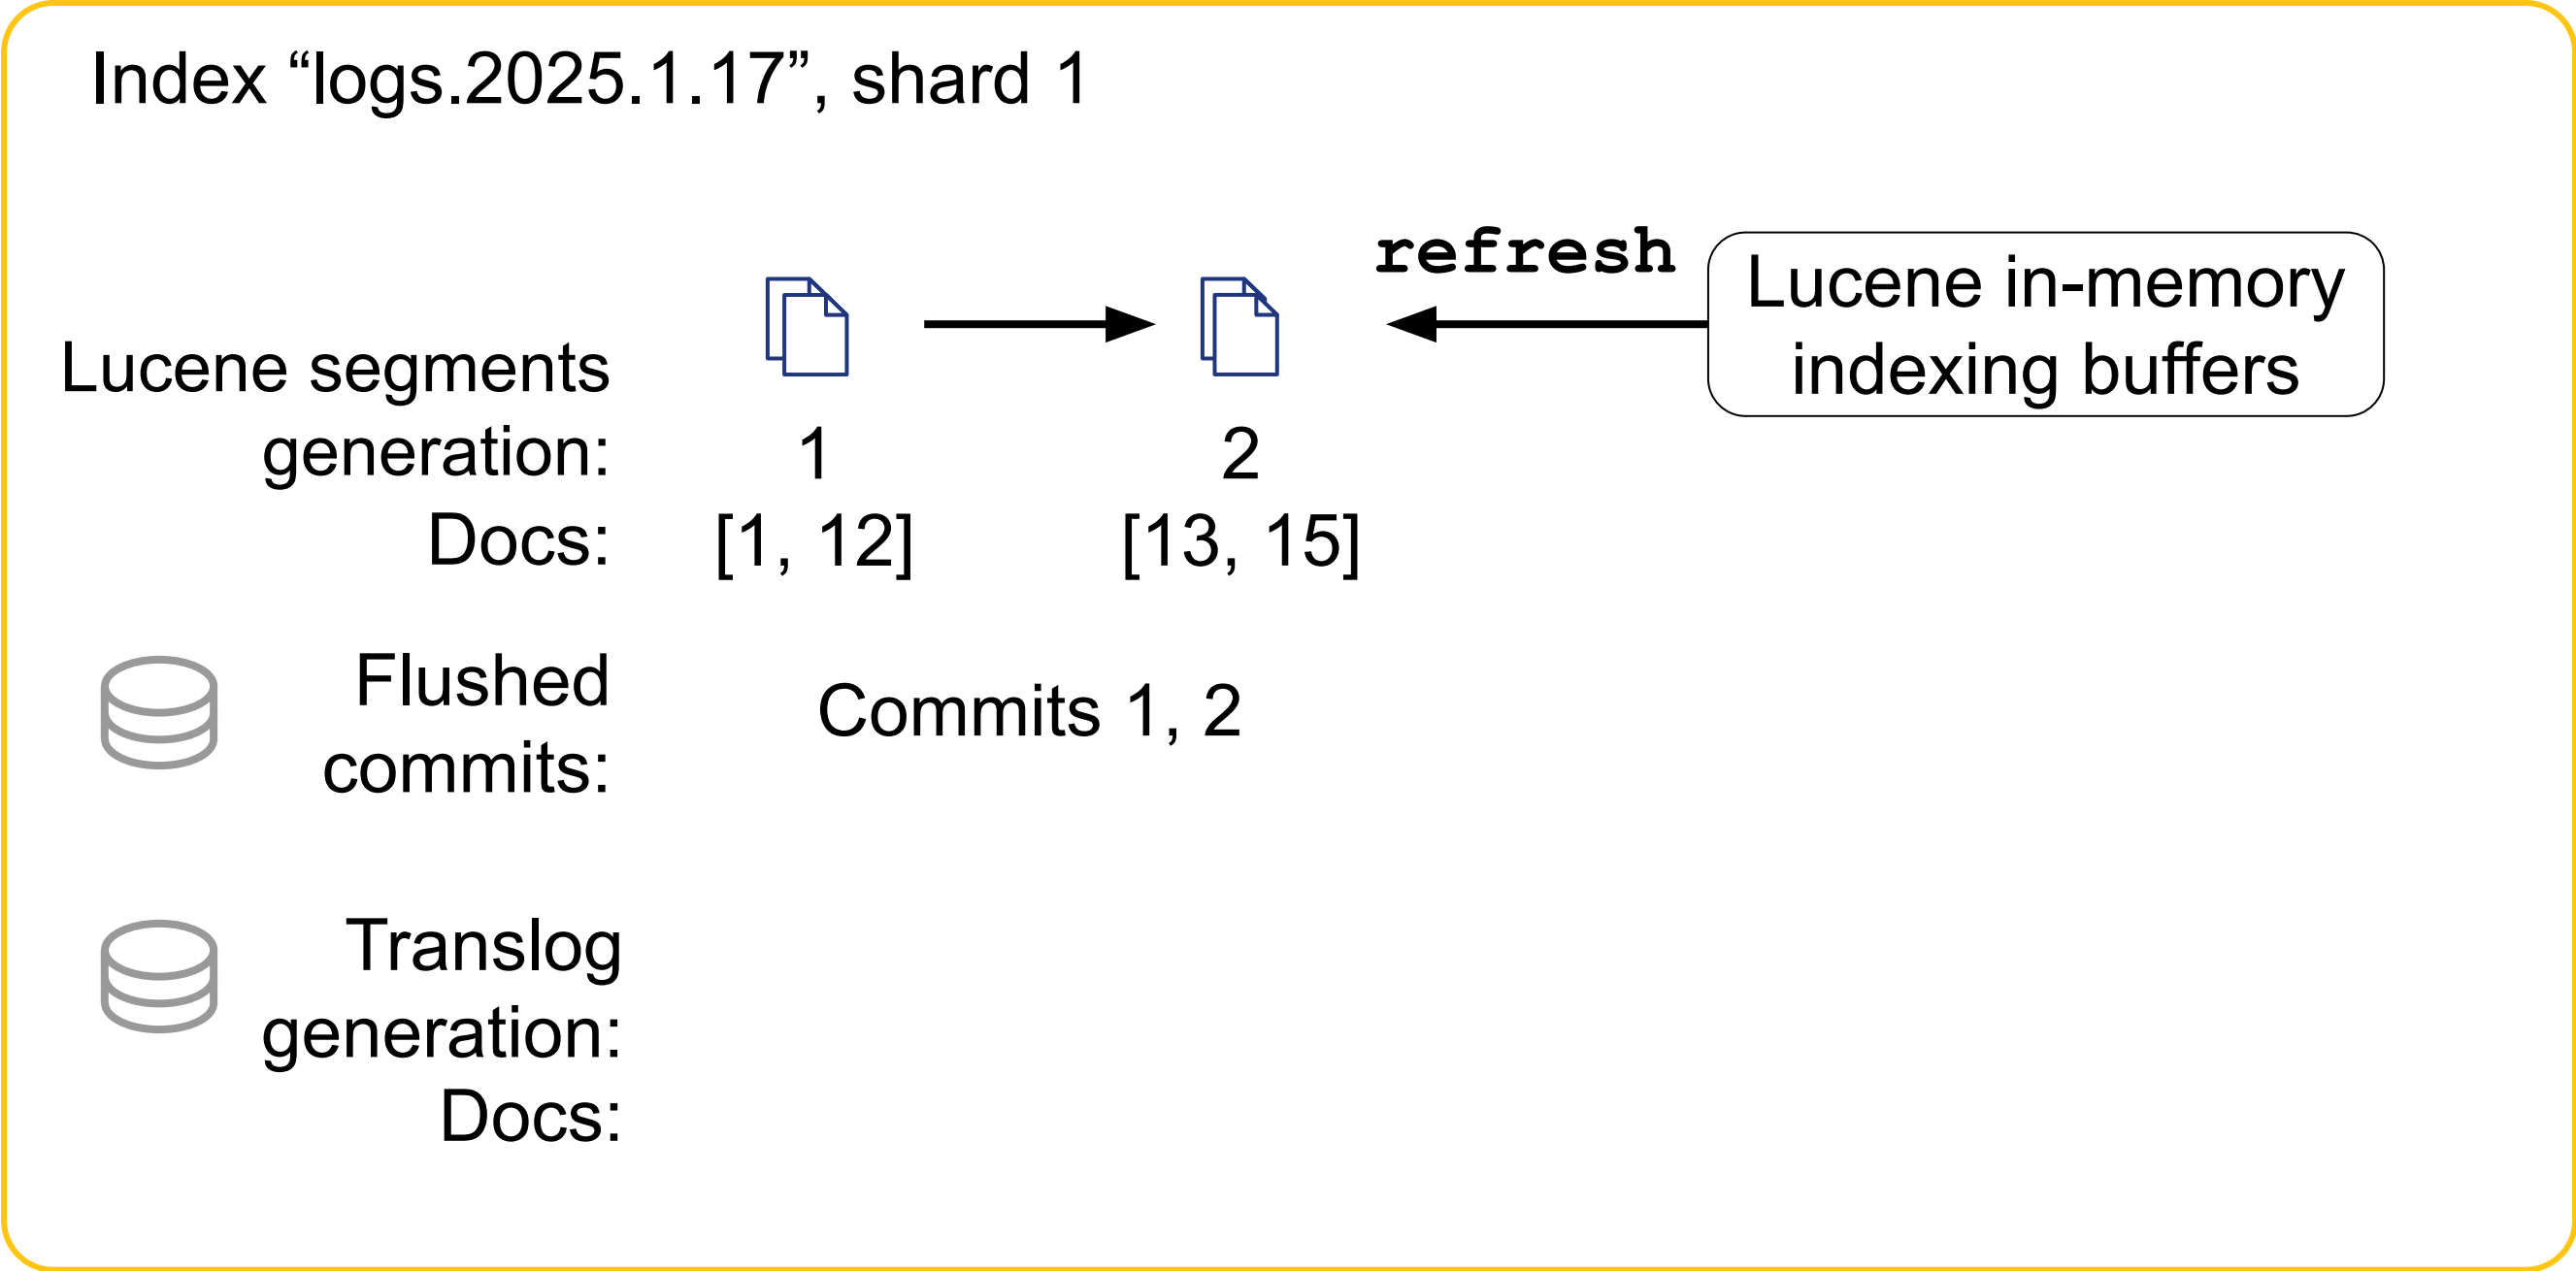 Index “logs.2025.1.17”, shard 1
refresh
Lucene in-memory
indexing buffers
Lucene segments
generation: 1 2
Docs: [1, 12] [13, 15]
Flushed
commits:
Commits 1, 2
Translog
generation:
Docs: